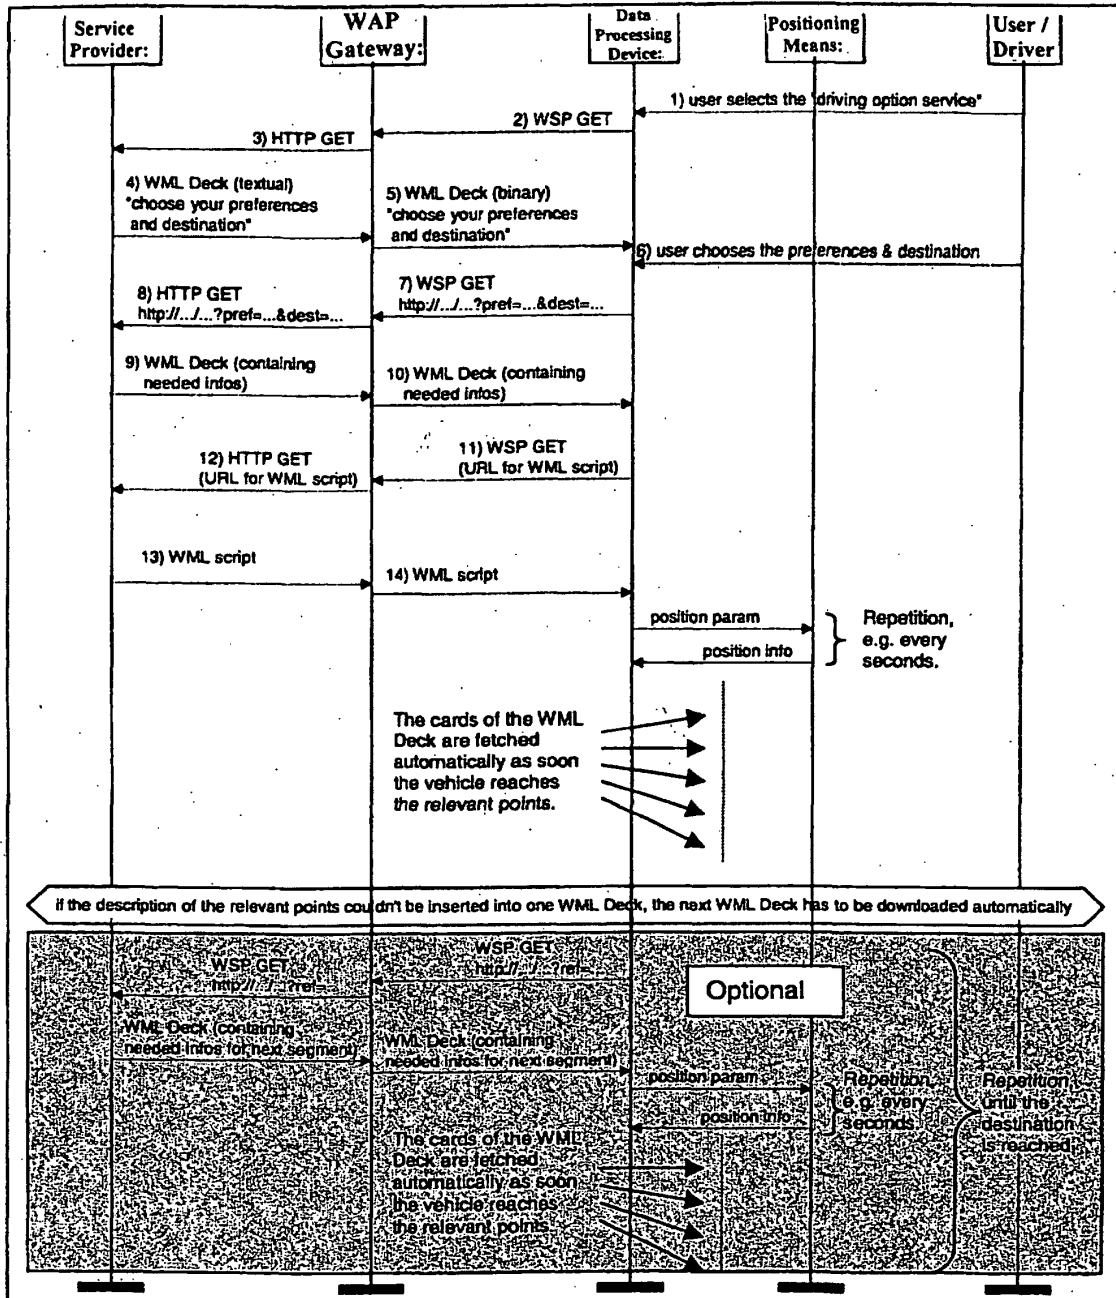 Service
Provider:
WAP
Gateway:
Data
Processing
Device:
Positioning
Means:
User /
Driver
1) user selects the "driving option service"
2) WSP GET
3) HTTP GET
4) WML Deck (textual)
"choose your preferences
and destination"
5) WML Deck (binary)
"choose your preferences
and destination"
6) user chooses the preferences & destination
7) WSP GET
http://.../...?pref=...&dest=...
8) HTTP GET
http://.../...?pref=...&dest=...
9) WML Deck (containing
needed infos)
10) WML Deck (containing
needed infos)
11) WSP GET
(URL for WML script)
12) HTTP GET
(URL for WML script)
13) WML script
14) WML script
position param
position info
Repetition,
e.g. every
seconds.
The cards of the WML
Deck are fetched
automatically as soon
the vehicle reaches
the relevant points.
if the description of the relevant points couldn't be inserted into one WML Deck, the next WML Deck has to be downloaded automatically
WSP GET
http://.../...?ref=...
WSP GET
http://.../...?ref=...
Optional
WML Deck (containing
needed infos for next segment)
WML Deck (containing
needed infos for next segment)
position param
position info
Repetition,
e.g. every
seconds.
Repetition
until the
destination
is reached
The cards of the WML
Deck are fetched
automatically as soon
the vehicle reaches
the relevant points.